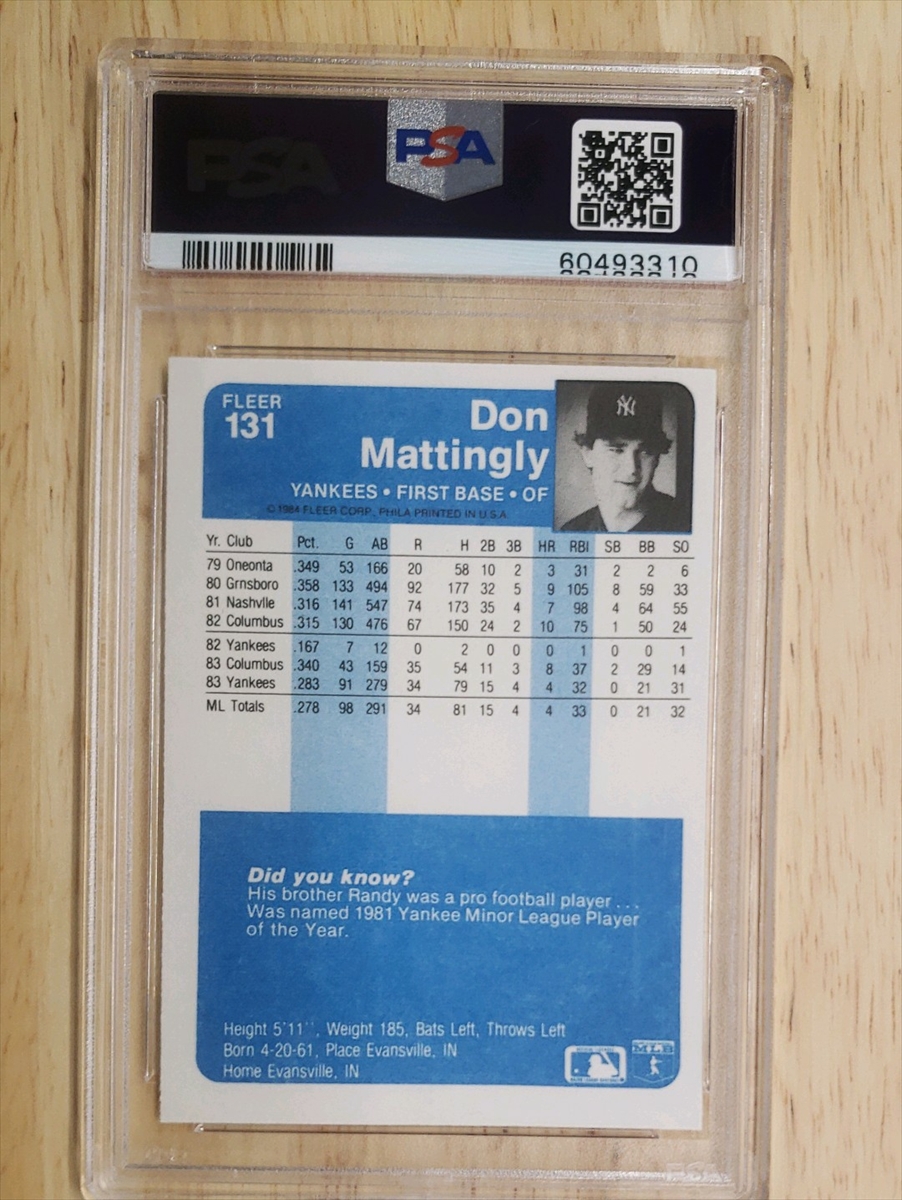 PSA
PSA
60493310
FLEER
131
Don
Mattingly
YANKEES • FIRST BASE • OF
© 1984 FLEER CORP., PHILA PRINTED IN U.S.A.
Yr. Club Pct. G AB R H 2B 3B HR RBI SB BB SO
79 Oneonta .349 53 166 20 58 10 2 3 31 2 2 6
80 Grnsboro .358 133 494 92 177 32 5 9 105 8 59 33
81 Nashvlle .316 141 547 74 173 35 4 7 98 4 64 55
82 Columbus .315 130 476 67 150 24 2 10 75 1 50 24
82 Yankees .167 7 12 0 2 0 0 0 1 0 0 1
83 Columbus .340 43 159 35 54 11 3 8 37 2 29 14
83 Yankees .283 91 279 34 79 15 4 4 32 0 21 31
ML Totals .278 98 291 34 81 15 4 4 33 0 21 32
Did you know?
His brother Randy was a pro football player . . .
Was named 1981 Yankee Minor League Player
of the Year.
Height 5'11'', Weight 185, Bats Left, Throws Left
Born 4-20-61, Place Evansville, IN
Home Evansville, IN
MLB